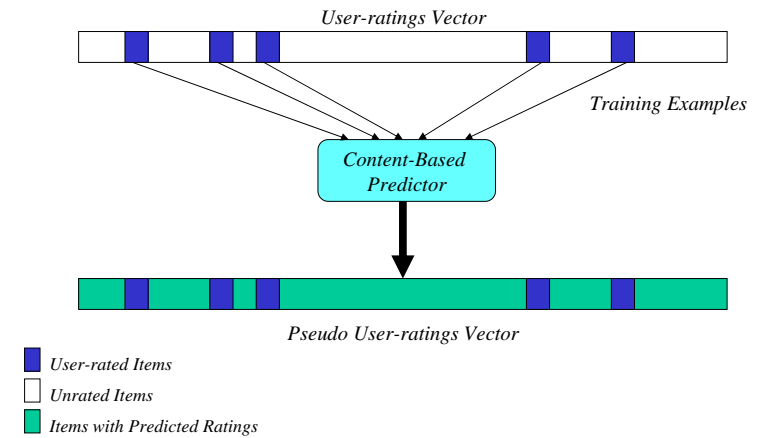 User-ratings Vector
Training Examples
Content-Based
Predictor
Pseudo User-ratings Vector
User-rated Items
Unrated Items
Items with Predicted Ratings